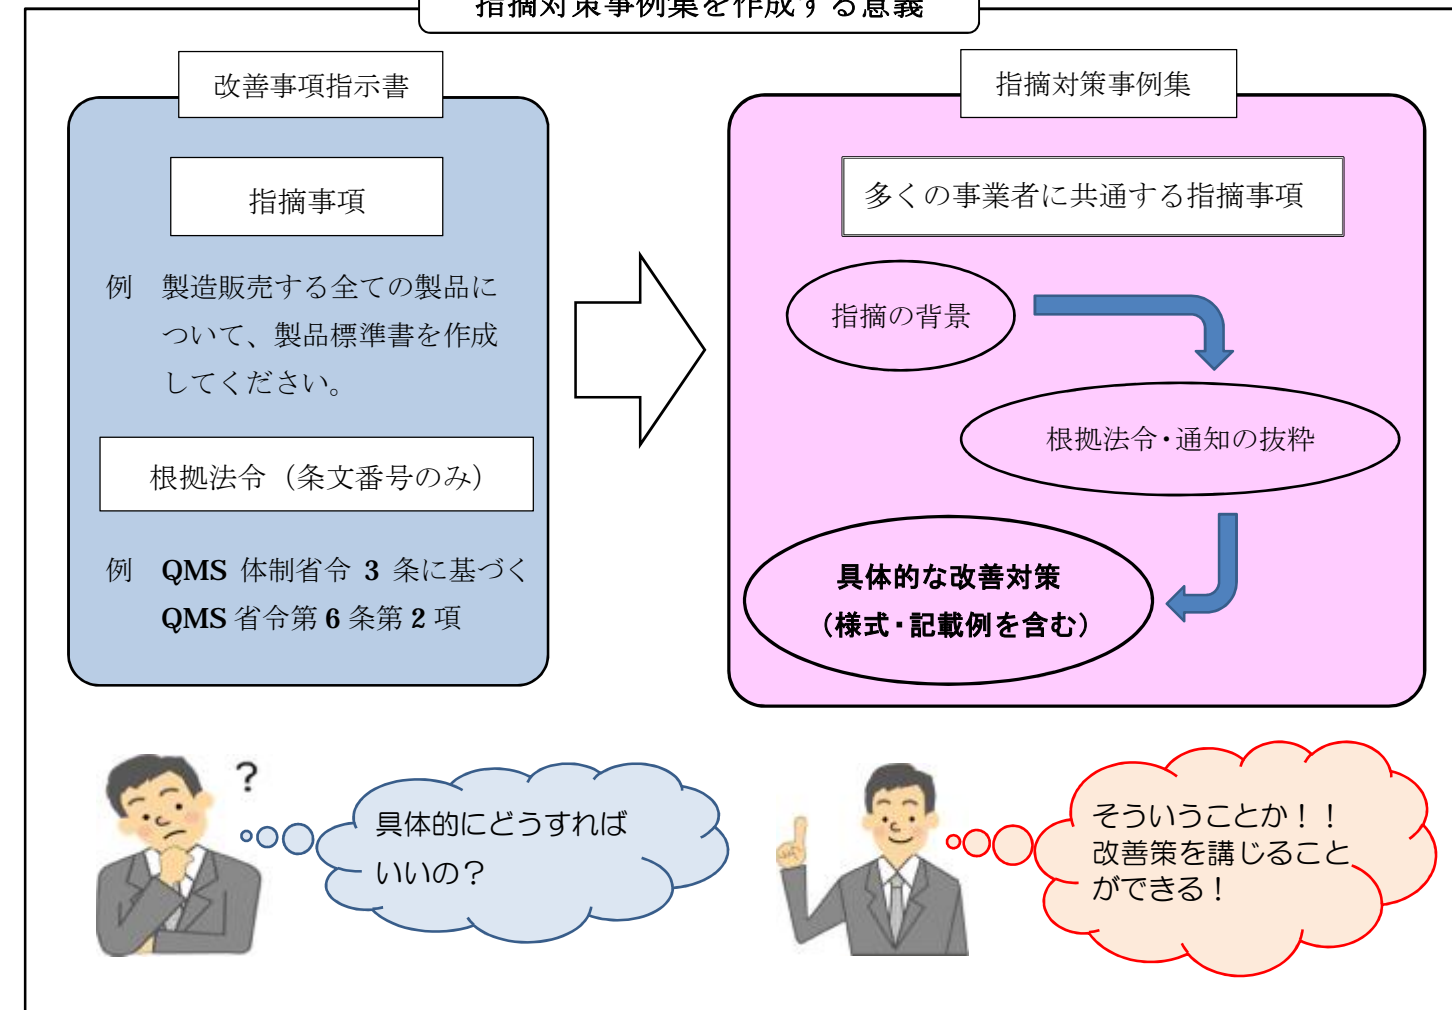 指摘対策事例集を作成する意義
改善事項指示書
指摘事項
例　製造販売する全ての製品に
ついて、製品標準書を作成
してください。
根拠法令（条文番号のみ）
例　QMS 体制省令 3 条に基づく
QMS 省令第 6 条第 2 項
指摘対策事例集
多くの事業者に共通する指摘事項
指摘の背景
根拠法令・通知の抜粋
具体的な改善対策
（様式・記載例を含む）
?
具体的にどうすれば
いいの？
そういうことか！！
改善策を講じること
ができる！